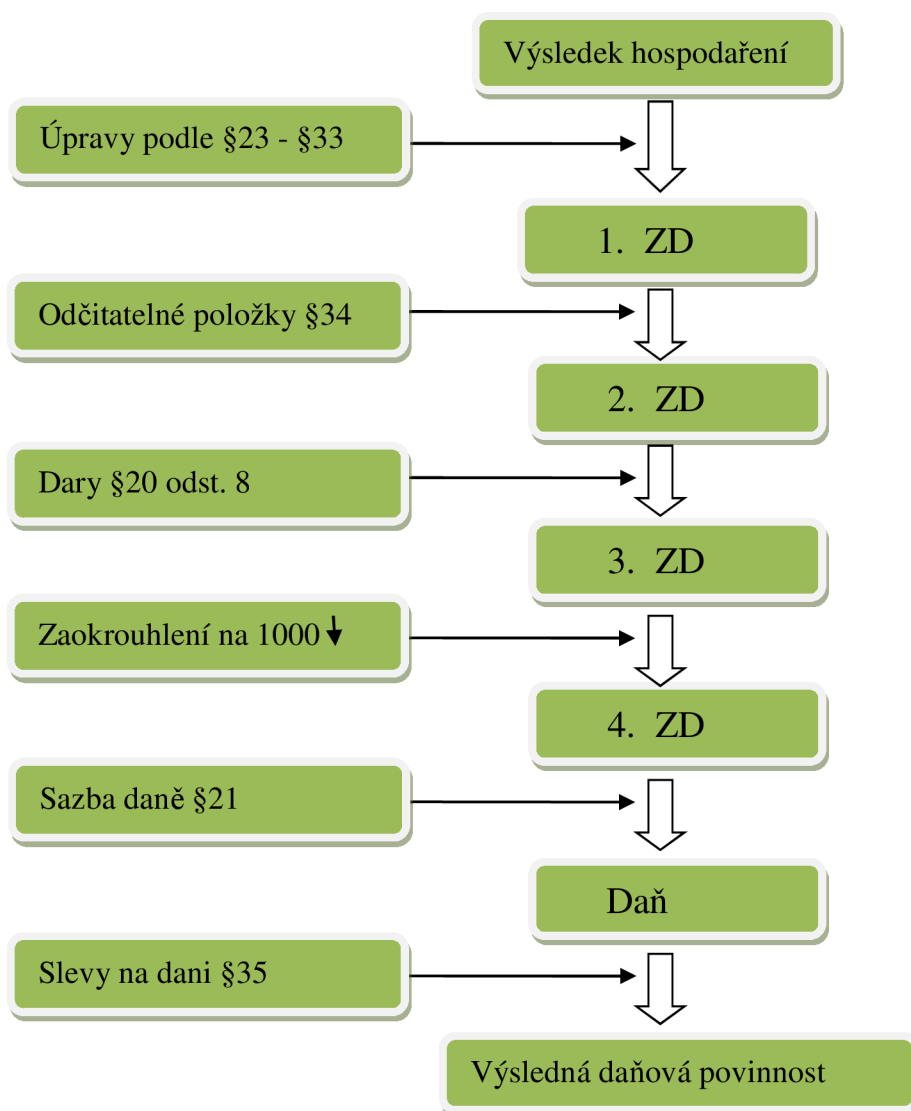 Výsledek hospodaření
Úpravy podle §23 - §33
1. ZD
Odčitatelné položky §34
2. ZD
Dary §20 odst. 8
3. ZD
Zaokrouhlení na 1000
4. ZD
Sazba daně §21
Daň
Slevy na dani §35
Výsledná daňová povinnost